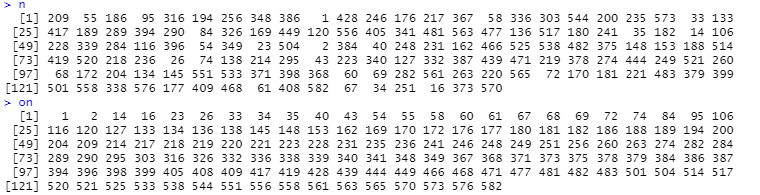 > n
[1] 209 55 186 95 316 194 256 348 386 1 428 246 176 217 367 58 336 303 544 200 235 573 33 133
[25] 417 189 289 394 290 84 326 169 449 120 556 405 341 481 563 477 136 517 180 241 35 182 14 106
[49] 228 339 284 116 396 54 349 23 504 2 384 40 248 231 162 466 525 538 482 375 148 153 188 514
[73] 419 520 218 236 26 74 138 214 295 43 223 340 127 332 387 439 471 219 378 274 444 249 521 260
[97] 68 172 204 134 145 551 533 371 398 368 60 69 282 561 263 220 565 72 170 181 221 483 379 399
[121] 501 558 338 576 177 409 468 61 408 582 67 34 251 16 373 570
> on
[1] 1 2 14 16 23 26 33 34 35 40 43 54 55 58 60 61 67 68 69 72 74 84 95 106
[25] 116 120 127 133 134 136 138 145 148 153 162 169 170 172 176 177 180 181 182 186 188 189 194 200
[49] 204 209 214 217 218 219 220 221 223 228 231 235 236 241 246 248 249 251 256 260 263 274 282 284
[73] 289 290 295 303 316 326 332 336 338 339 340 341 348 349 367 368 371 373 375 378 379 384 386 387
[97] 394 396 398 399 405 408 409 417 419 428 439 444 449 466 468 471 477 481 482 483 501 504 514 517
[121] 520 521 525 533 538 544 551 556 558 561 563 565 570 573 576 582